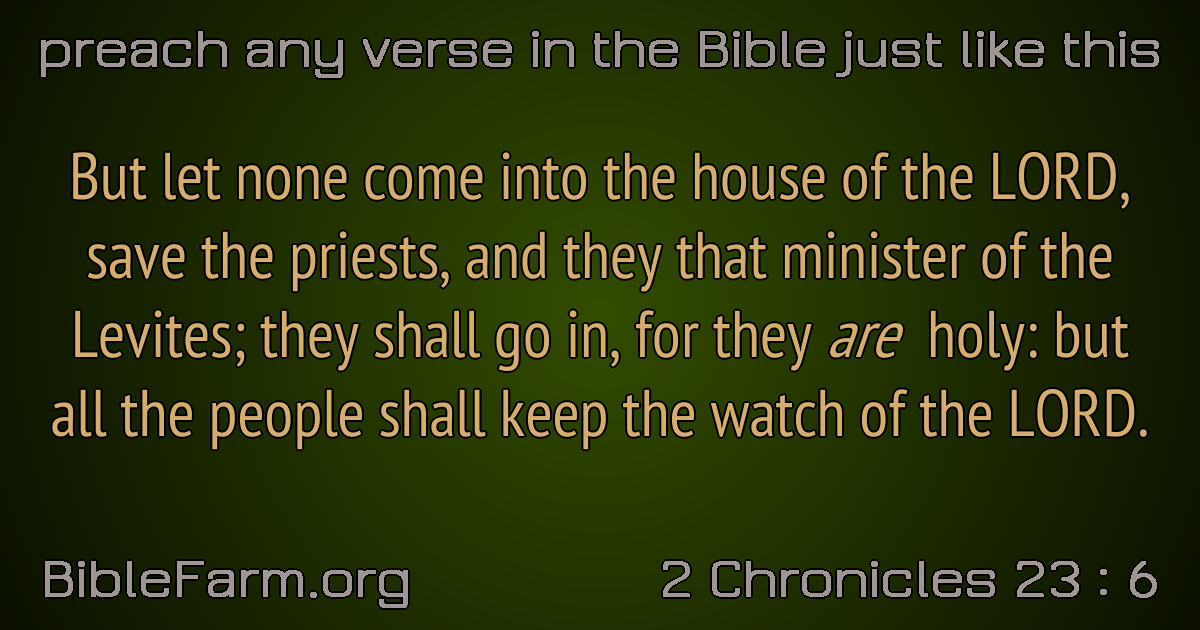 preach any verse in the Bible just like this
But let none come into the house of the LORD,
save the priests, and they that minister of the
Levites; they shall go in, for they are holy: but
all the people shall keep the watch of the LORD.
BibleFarm.org
2 Chronicles 23 : 6